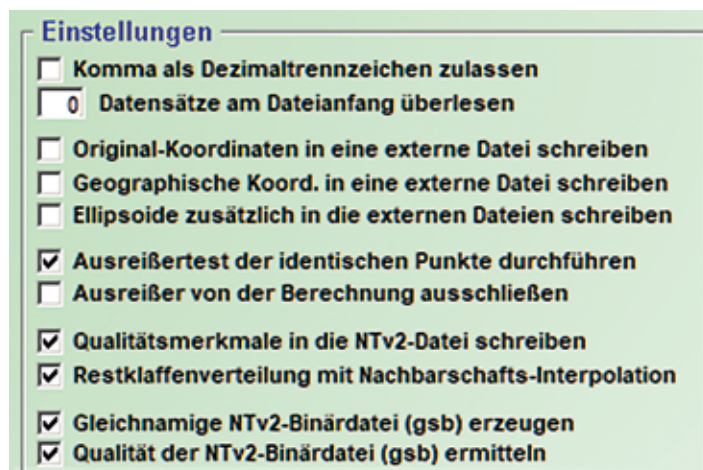 Einstellungen
Komma als Dezimaltrennzeichen zulassen
0 Datensätze am Dateianfang überlesen
Original-Koordinaten in eine externe Datei schreiben
Geographische Koord. in eine externe Datei schreiben
Ellipsoide zusätzlich in die externen Dateien schreiben
Ausreißertest der identischen Punkte durchführen
Ausreißer von der Berechnung ausschließen
Qualitätsmerkmale in die NTv2-Datei schreiben
Restklaffenverteilung mit Nachbarschafts-Interpolation
Gleichnamige NTv2-Binärdatei (gsb) erzeugen
Qualität der NTv2-Binärdatei (gsb) ermitteln